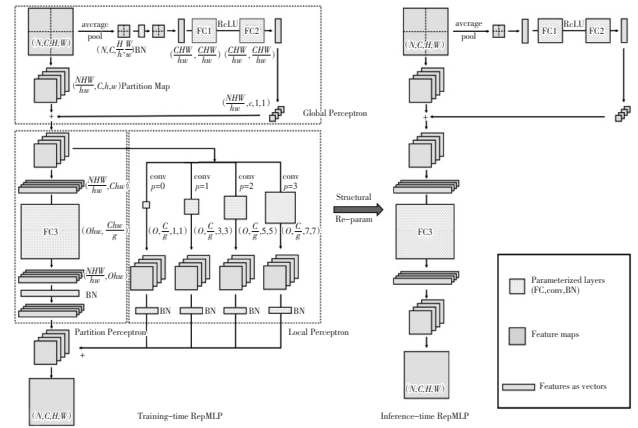 (N,C,H,W)
average
pool
(N,C,H/h,W/w)BN
FC1
ReLU
FC2
(CHW/hw,CHW/hw)
(CHW/hw,CHW/hw)
(NHW/hw,C,h,w)Partition Map
(NHW/hw,c,1,1)
+
Global Perceptron
(NHW/hw,Chw)
FC3
(Ohw,Chw/g)
(NHW/hw,Ohw)
BN
Partition Perceptron
conv
p=0
conv
p=1
conv
p=2
conv
p=3
(O,C/g,1,1)
(O,C/g,3,3)
(O,C/g,5,5)
(O,C/g,7,7)
BN
BN
BN
BN
Local Perceptron
+
(N,C,H,W)
Training-time RepMLP
Structural
Re-param
(N,C,H,W)
average
pool
FC1
ReLU
FC2
+
FC3
(N,C,H,W)
Inference-time RepMLP
Parameterized layers
(FC,conv,BN)
Feature maps
Features as vectors